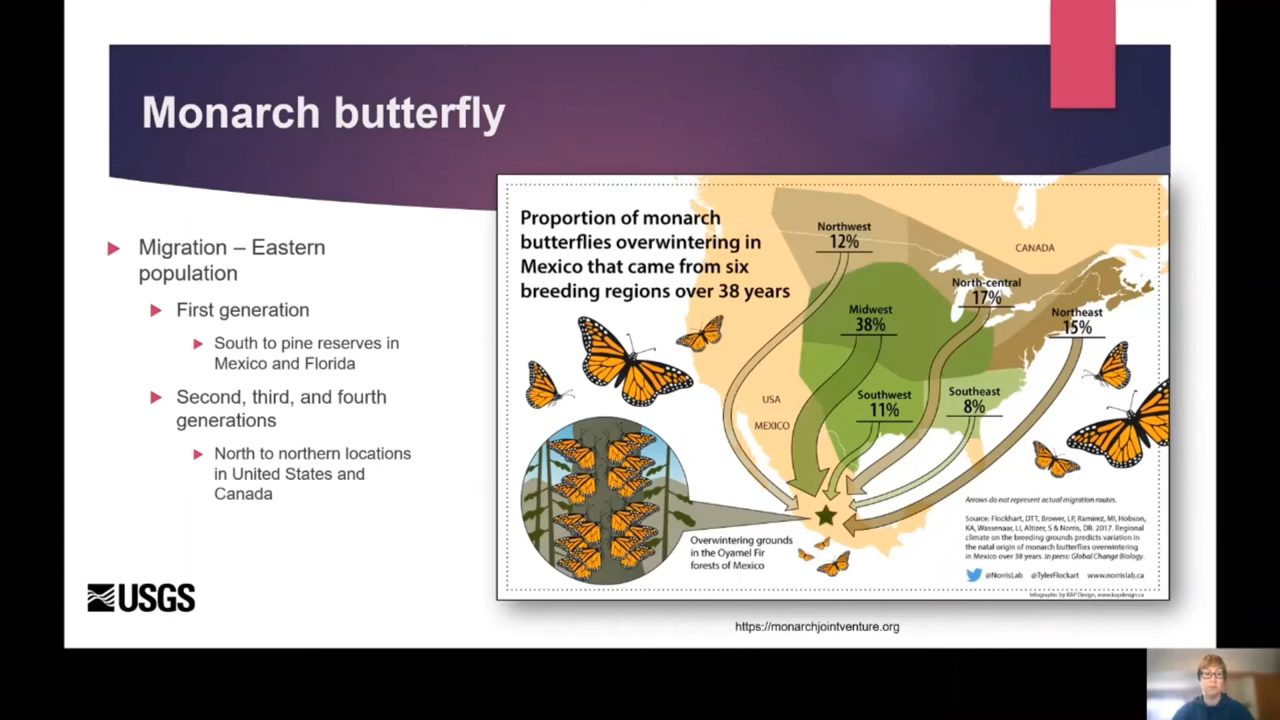 Monarch butterfly
Migration – Eastern
population
First generation
South to pine reserves in
Mexico and Florida
Second, third, and fourth
generations
North to northern locations
in United States and
Canada
USGS
Proportion of monarch
butterflies overwintering in
Mexico that came from six
breeding regions over 38 years
Northwest
12%
CANADA
North-central
17%
Midwest
38%
Northeast
15%
USA
MEXICO
Southwest
11%
Southeast
8%
Overwintering grounds
in the Oyamel Fir
forests of Mexico
Arrows do not represent actual migration routes.
Source: Flockhart, DTT, Brower, LP, Ramirez, MI, Hobson,
KA, Wassenaar, LI, Altizer, S & Norris, DR. 2017. Regional
climate on the breeding grounds predicts variation in
the natal origin of monarch butterflies overwintering
in Mexico over 38 years. In press: Global Change Biology.
@NorrisLab @TylerFlockart www.norrislab.ca
Infographic by KAP Design, www.kapdesign.ca
https://monarchjointventure.org